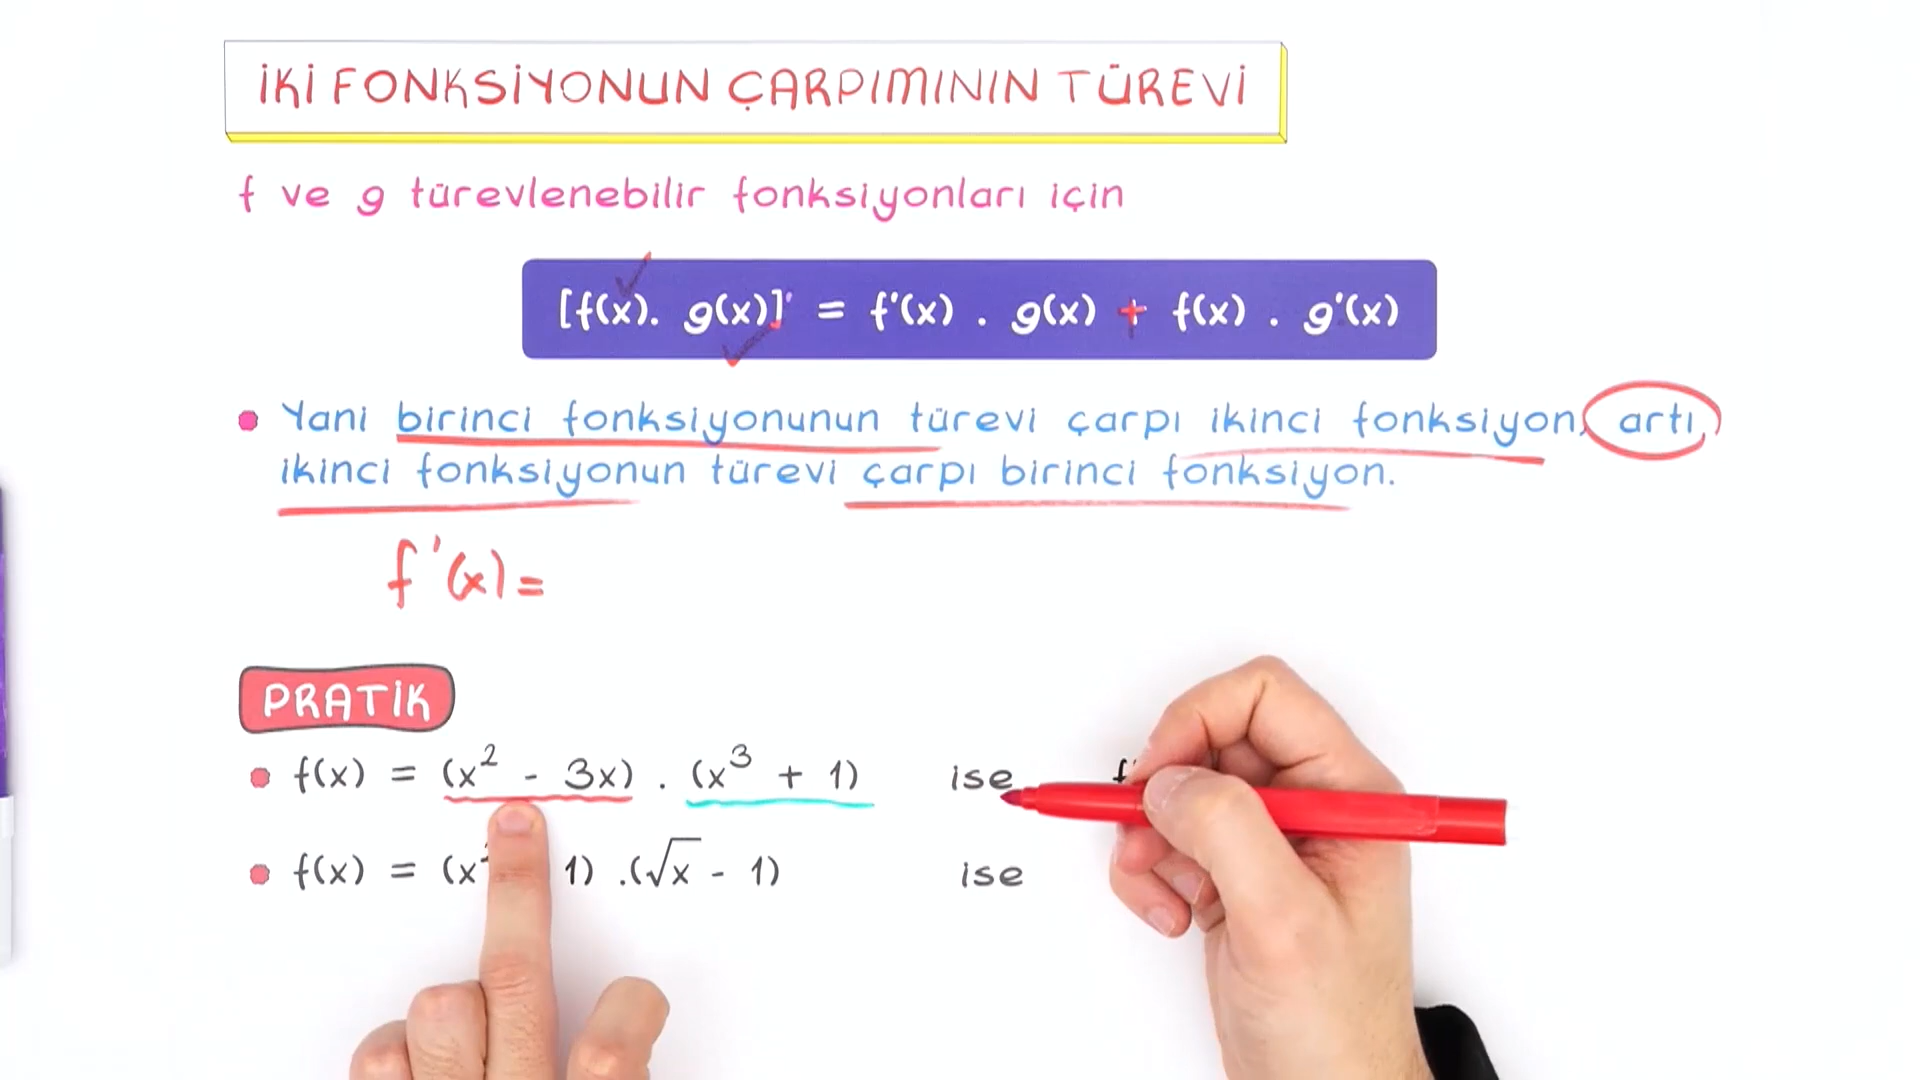 İKİ FONKSİYONUN ÇARPIMININ TÜREVİ
f ve g türevlenebilir fonksiyonları için
[f(x). g(x)]' = f'(x) . g(x) + f(x) . g'(x)
Yani birinci fonksiyonunun türevi çarpı ikinci fonksiyon, artı,
ikinci fonksiyonun türevi çarpı birinci fonksiyon.
f'(x)=
PRATİK
f(x) = (x² - 3x) . (x³ + 1) ise
f(x) = (x 1) .(√x - 1) ise